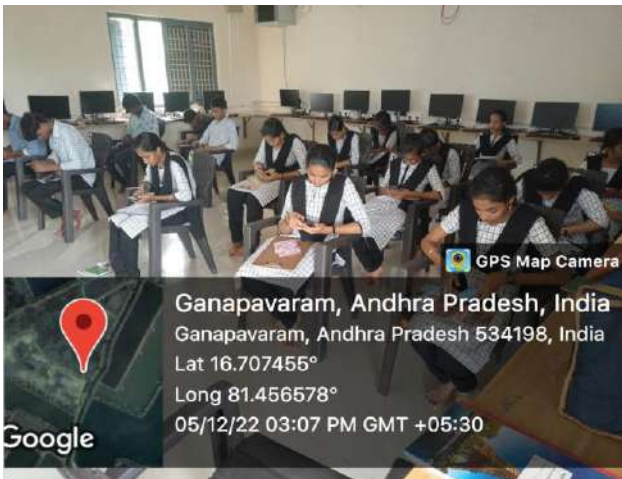 GPS Map Camera
Ganapavaram, Andhra Pradesh, India
Ganapavaram, Andhra Pradesh 534198, India
Lat 16.707455°
Long 81.456578°
05/12/22 03:07 PM GMT +05:30
Google